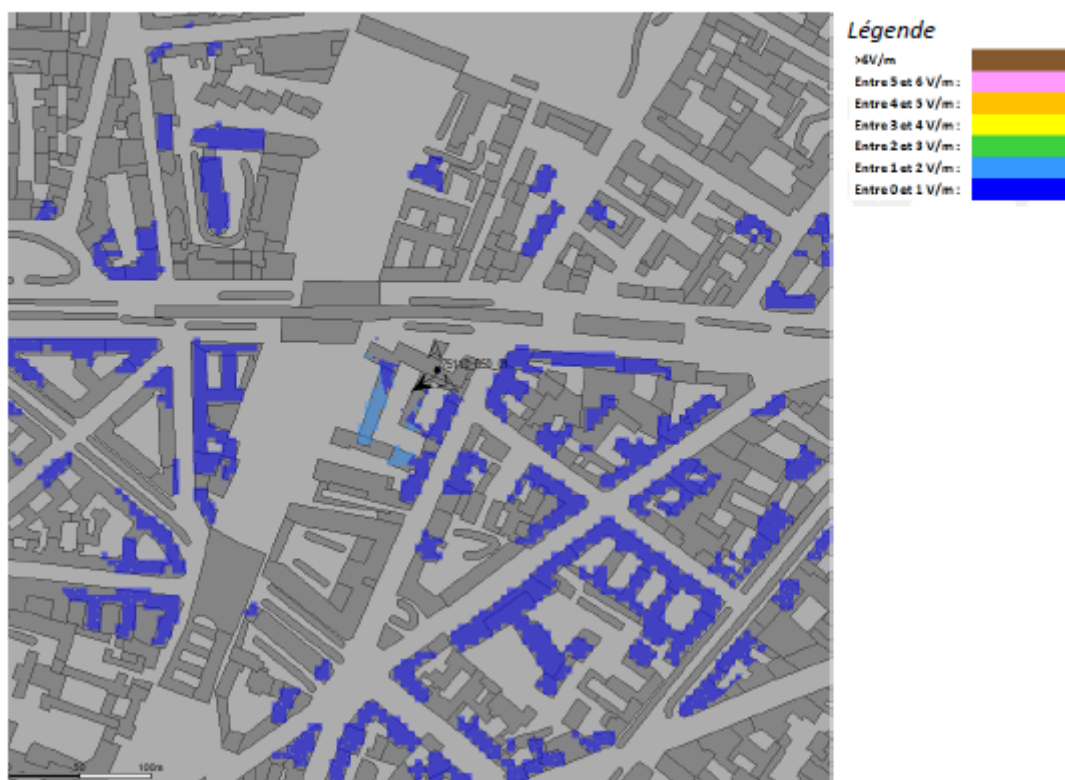 Légende
>6V/m
Entre 5 et 6 V/m :
Entre 4 et 5 V/m :
Entre 3 et 4 V/m :
Entre 2 et 3 V/m :
Entre 1 et 2 V/m :
Entre 0 et 1 V/m :
50 100m